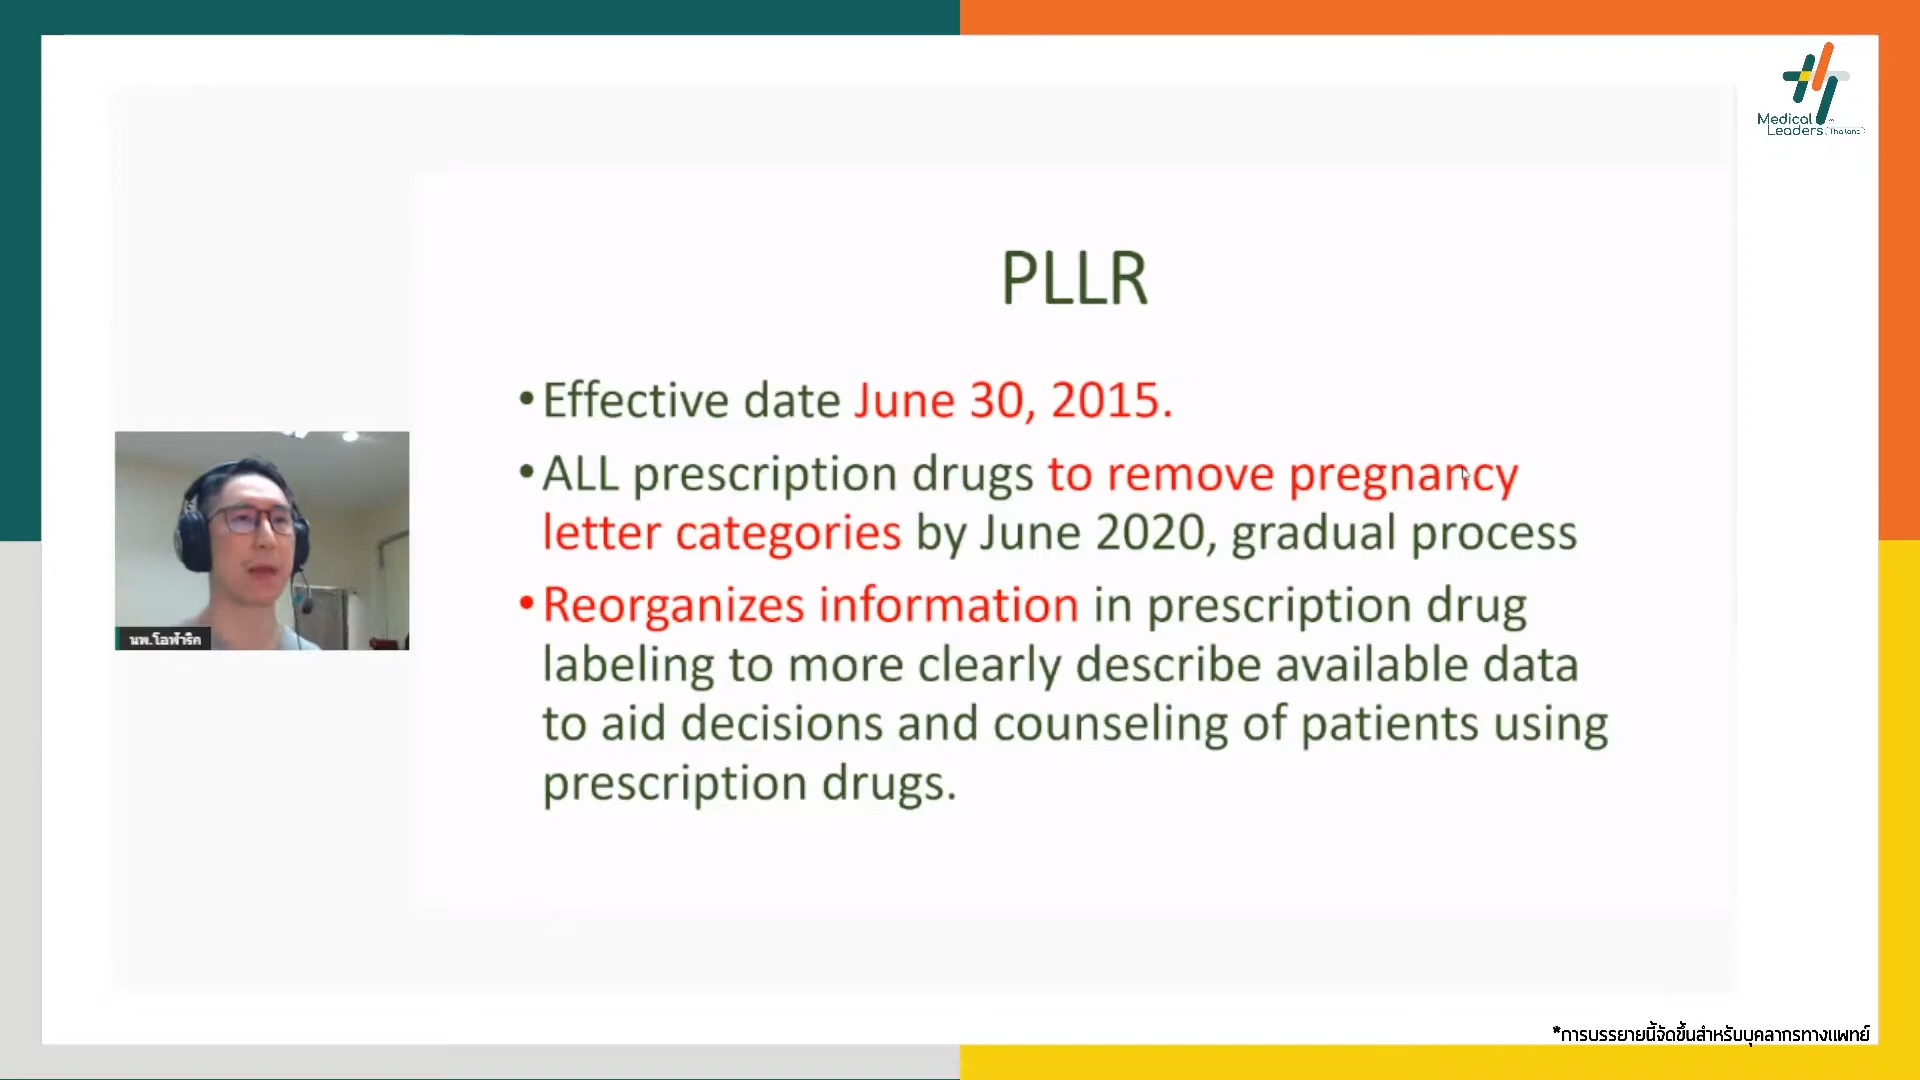 Medical
Leaders (Thailand)
PLLR
•Effective date June 30, 2015.
•ALL prescription drugs to remove pregnancy
letter categories by June 2020, gradual process
•Reorganizes information in prescription drug
labeling to more clearly describe available data
to aid decisions and counseling of patients using
prescription drugs.
นพ.โอฬาริก
*การบรรยายนี้จัดขึ้นสำหรับบุคลากรทางแพทย์